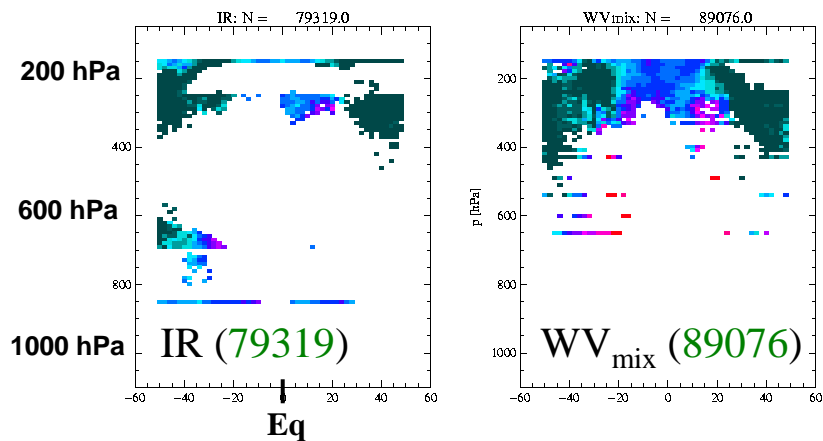 IR: N = 79319.0
WVmix: N = 89076.0
200 hPa
600 hPa
1000 hPa
400
800
IR (79319)
−60 −40 −20 0 20 40 60
Eq
p [hPa]
200
400
600
800
1000
WVmix (89076)
−60 −40 −20 0 20 40 60